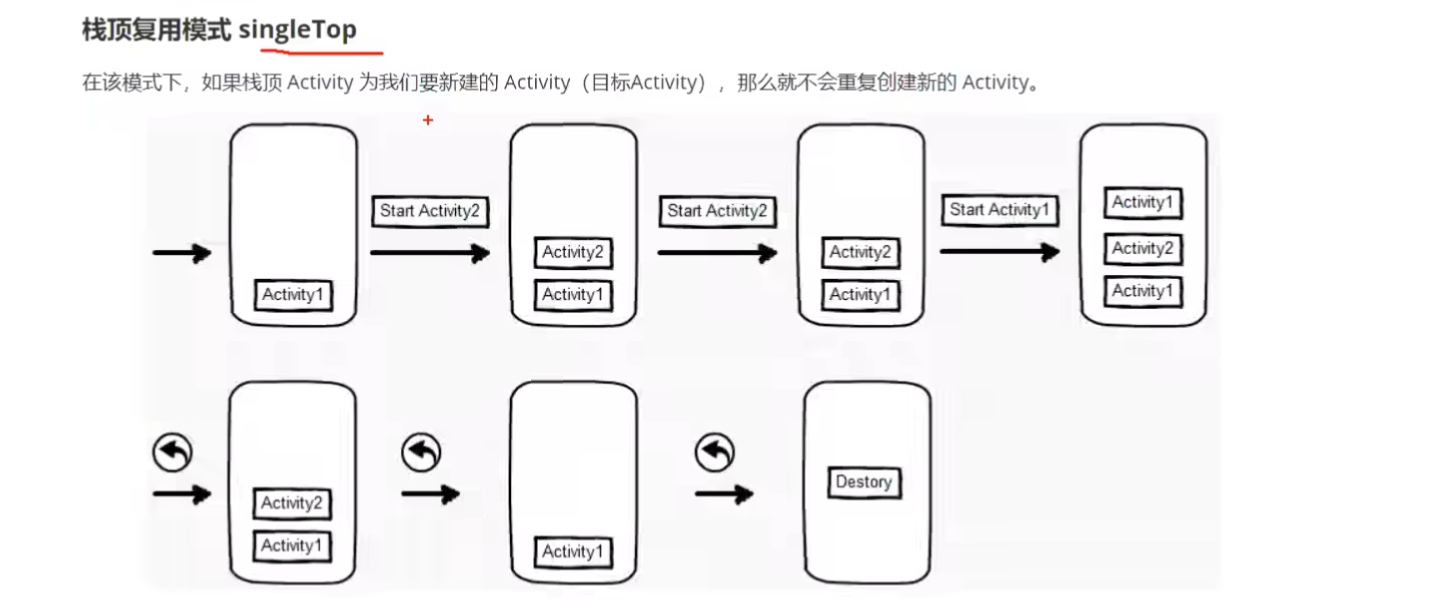 栈顶复用模式 singleTop
在该模式下，如果栈顶 Activity 为我们要新建的 Activity（目标Activity），那么就不会重复创建新的 Activity。
Activity1
Start Activity2
Activity2
Activity1
Start Activity2
Activity2
Activity1
Start Activity1
Activity1
Activity2
Activity1
Activity2
Activity1
Activity1
Destory